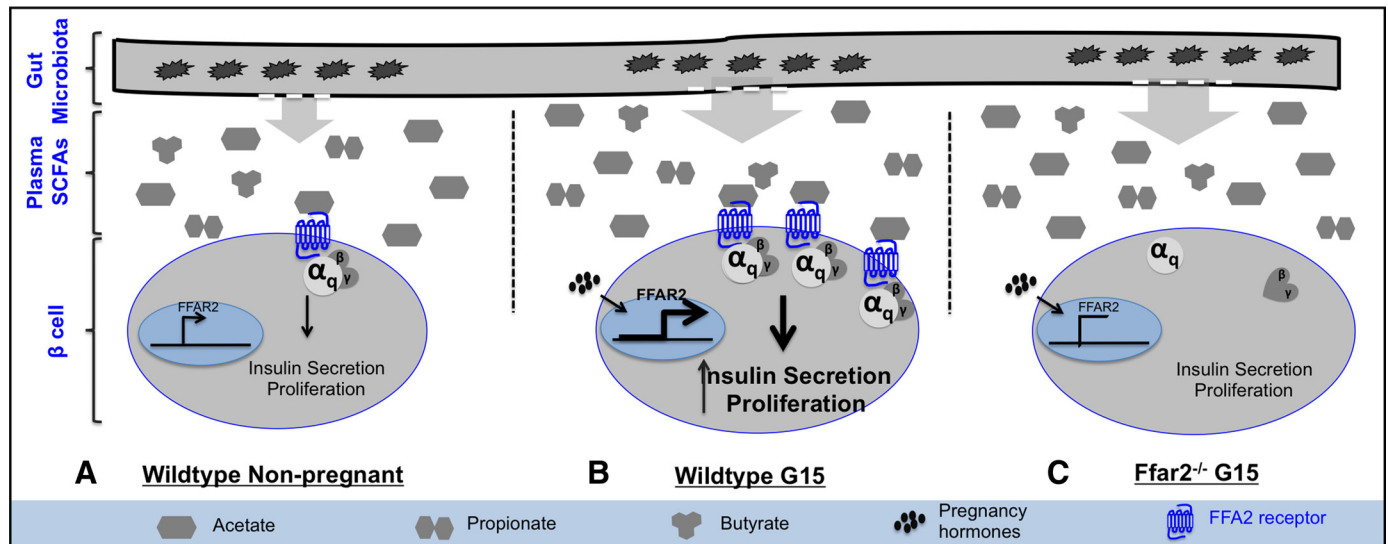 Gut
Microbiota
Plasma
SCFAs
β cell
FFAR2
αq
β
γ
Insulin Secretion
Proliferation
A Wildtype Non-pregnant
FFAR2
αq
β
γ
αq
β
γ
αq
β
γ
Insulin Secretion
Proliferation
B Wildtype G15
FFAR2
αq
β
γ
Insulin Secretion
Proliferation
C Ffar2-/- G15
Acetate
Propionate
Butyrate
Pregnancy
hormones
FFA2 receptor